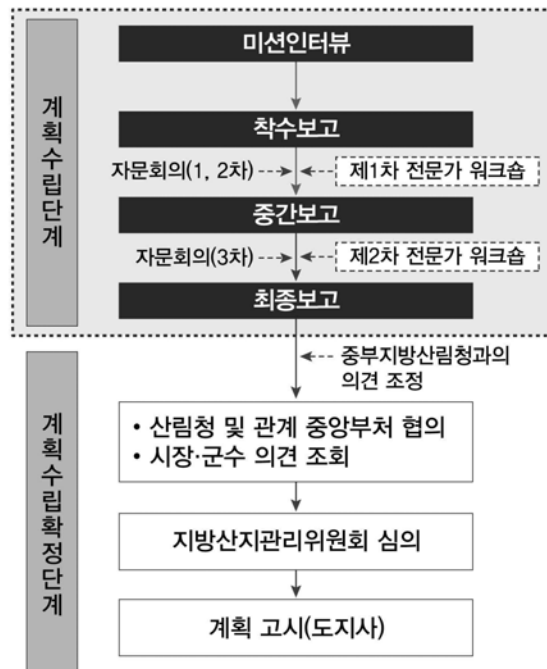 계획수립단계
미션인터뷰
착수보고
자문회의(1, 2차)
제1차 전문가 워크숍
중간보고
자문회의(3차)
제2차 전문가 워크숍
최종보고
계획수립확정단계
중부지방산림청과의
의견 조정
• 산림청 및 관계 중앙부처 협의
• 시장·군수 의견 조회
지방산지관리위원회 심의
계획 고시(도지사)